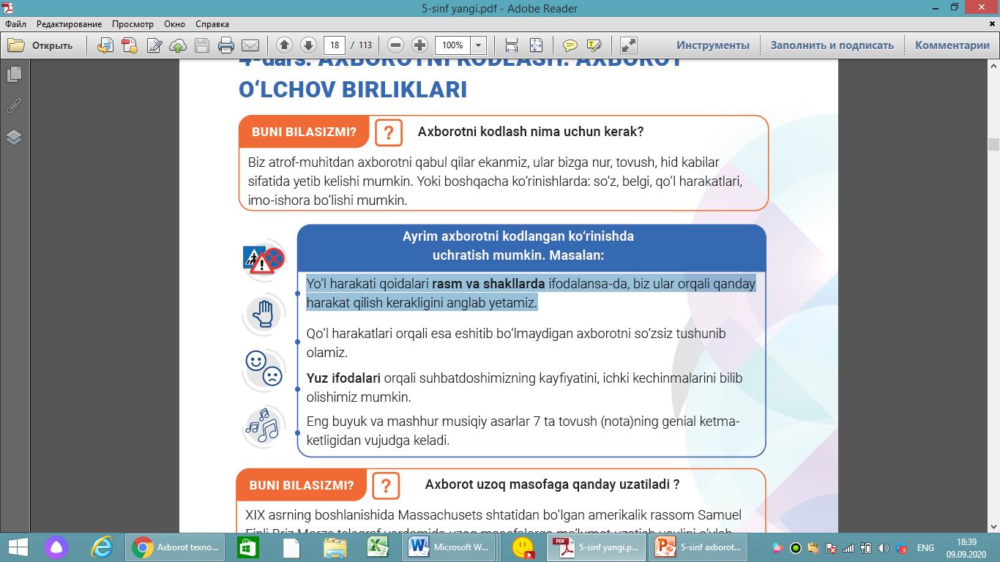 5-sinf yangi.pdf - Adobe Reader
Файл Редактирование Просмотр Окно Справка
Открыть 18 / 113 100% Инструменты Заполнить и подписать Комментарии
4-dars. AXBOROTNI KODLASH. AXBOROT
O‘LCHOV BIRLIKLARI
BUNI BILASIZMI? ? Axborotni kodlash nima uchun kerak?
Biz atrof-muhitdan axborotni qabul qilar ekanmiz, ular bizga nur, tovush, hid kabilar
sifatida yetib kelishi mumkin. Yoki boshqacha ko‘rinishlarda: so‘z, belgi, qo‘l harakatlari,
imo-ishora bo‘lishi mumkin.
Ayrim axborotni kodlangan ko‘rinishda
uchratish mumkin. Masalan:
Yo‘l harakati qoidalari rasm va shakllarda ifodalansa-da, biz ular orqali qanday
harakat qilish kerakligini anglab yetamiz.
Qo‘l harakatlari orqali esa eshitib bo‘lmaydigan axborotni so‘zsiz tushunib
olamiz.
Yuz ifodalari orqali suhbatdoshimizning kayfiyatini, ichki kechinmalarini bilib
olishimiz mumkin.
Eng buyuk va mashhur musiqiy asarlar 7 ta tovush (nota)ning genial ketma-
ketligidan vujudga keladi.
BUNI BILASIZMI? ? Axborot uzoq masofaga qanday uzatiladi ?
XIX asrning boshlanishida Massachusets shtatidan bo‘lgan amerikalik rassom Samuel
Finli Briz Morze telegraf yordamida uzoq masofalarga ma’lumot uzatish usulini o‘ylab
Axborot texno... Microsoft W... 5-sinf yangi.p... 5-sinf axborot... ENG 18:39
09.09.2020